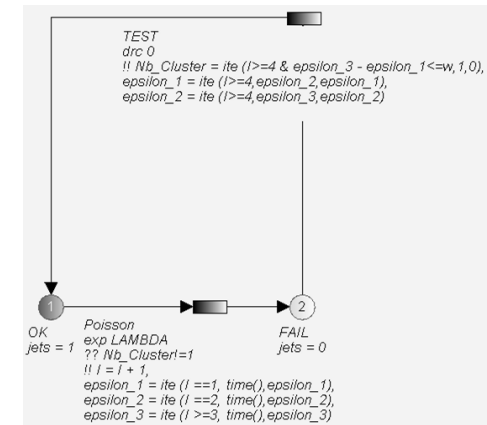 TEST
drc 0
!! Nb_Cluster = ite (I>=4 & epsilon_3 - epsilon_1<=w,1,0),
epsilon_1 = ite (I>=4,epsilon_2,epsilon_1),
epsilon_2 = ite (I>=4,epsilon_3,epsilon_2)
1
2
OK
jets = 1
Poisson
exp LAMBDA
?? Nb_Cluster!=1
!! I = I + 1,
epsilon_1 = ite (I ==1, time(),epsilon_1),
epsilon_2 = ite (I ==2, time(),epsilon_2),
epsilon_3 = ite (I >=3, time(),epsilon_3)
FAIL
jets = 0